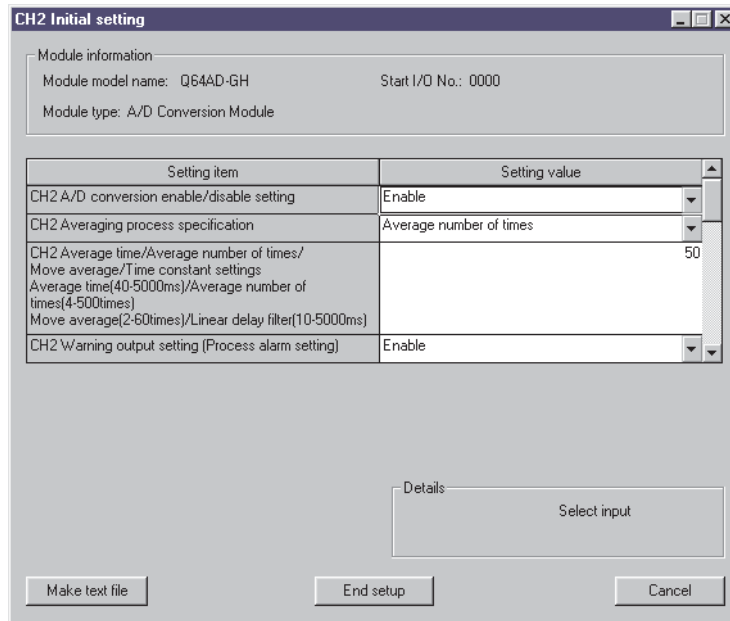 CH2 Initial setting
Module information
Module model name: Q64AD-GH
Start I/O No.: 0000
Module type: A/D Conversion Module
Setting item
Setting value
CH2 A/D conversion enable/disable setting
Enable
CH2 Averaging process specification
Average number of times
CH2 Average time/Average number of times/
Move average/Time constant settings
Average time(40-5000ms)/Average number of
times(4-500times)
Move average(2-60times)/Linear delay filter(10-5000ms)
50
CH2 Warning output setting (Process alarm setting)
Enable
Details
Select input
Make text file
End setup
Cancel